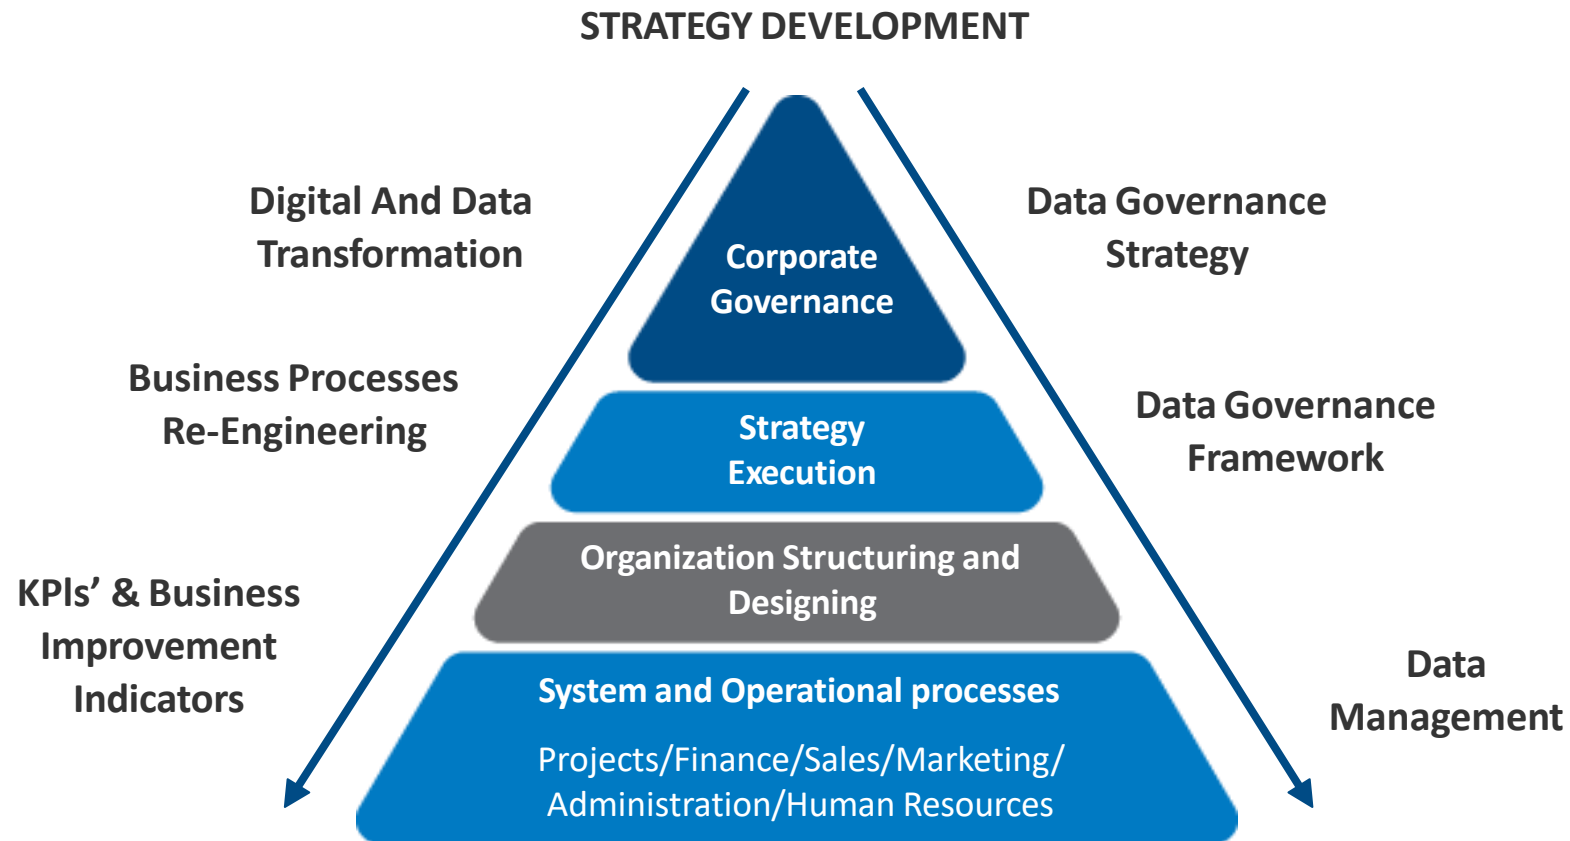 STRATEGY DEVELOPMENT
Digital And Data
Transformation
Data Governance
Strategy
Corporate
Governance
Business Processes
Re-Engineering
Data Governance
Framework
Strategy
Execution
Organization Structuring and
Designing
KPls’ & Business
Improvement
Indicators
Data
Management
System and Operational processes
Projects/Finance/Sales/Marketing/
Administration/Human Resources